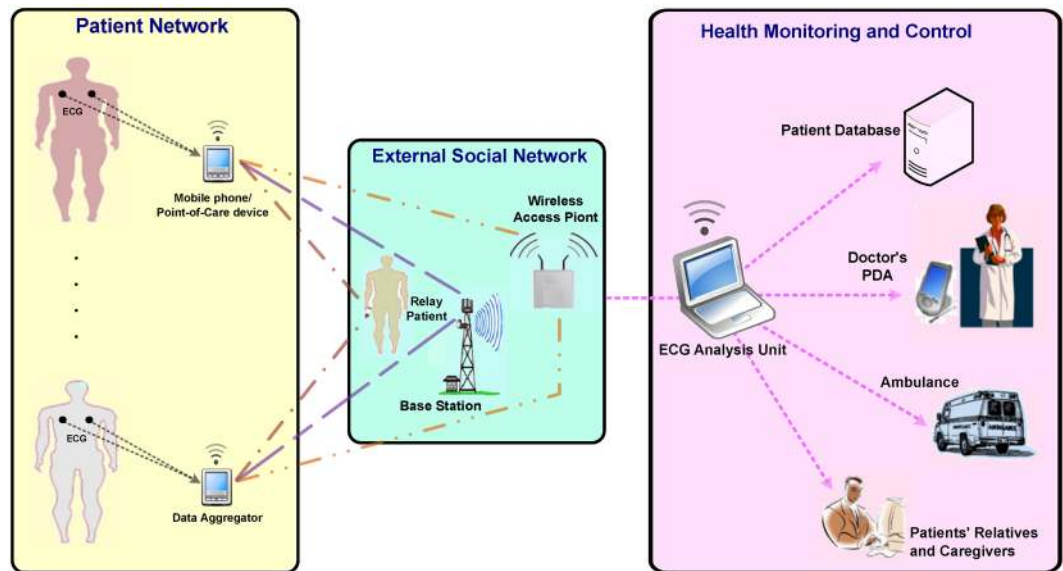 Patient Network
ECG
Mobile phone/
Point-of-Care device
ECG
Data Aggregator
External Social Network
Wireless
Access Piont
Relay
Patient
Base Station
Health Monitoring and Control
Patient Database
Doctor's
PDA
ECG Analysis Unit
Ambulance
AMBULANCE
Patients' Relatives
and Caregivers